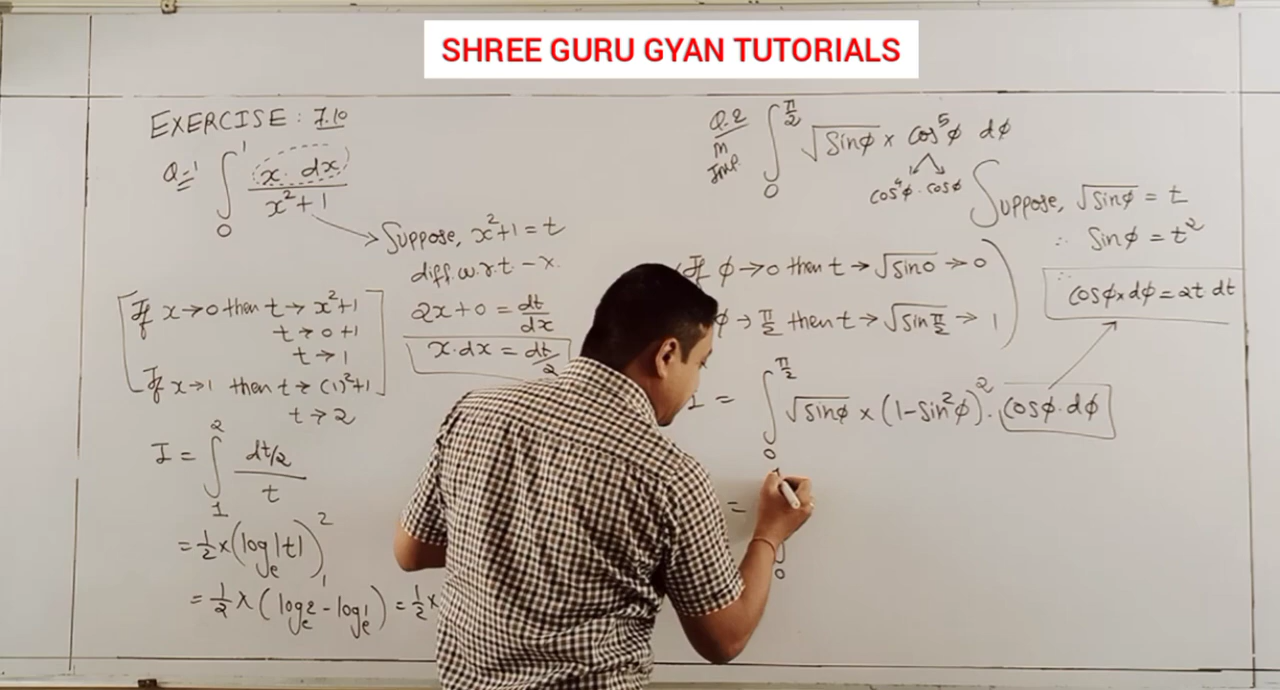 SHREE GURU GYAN TUTORIALS
EXERCISE: 7.10
Q-1 ∫₀¹ x. dx / x²+1
Suppose, x²+1 = t
diff. w.r.t - x.
2x+0 = dt/dx
x.dx = dt/2
If x→0 then t→ x²+1
t→ 0+1
t→ 1
If x→1 then t→ (1)²+1
t→ 2
I = ∫₁² dt/2 / t
= ½ × (logₑ|t|)₁²
= ½ × (logₑ2 - logₑ1) = ½ ×
Q.2 ∫₀^π/2 √sinϕ × cos⁵ϕ dϕ
Imp.
cos⁴ϕ. cosϕ
Suppose, √sinϕ = t
∴ Sinϕ = t²
∴ cosϕ×dϕ = 2t dt
If ϕ→0 then t→√sin0 → 0
ϕ→ π/2 then t→√sin π/2 → 1
I = ∫₀^π/2 √sinϕ × (1-sin²ϕ)². cosϕ.dϕ
= 
0